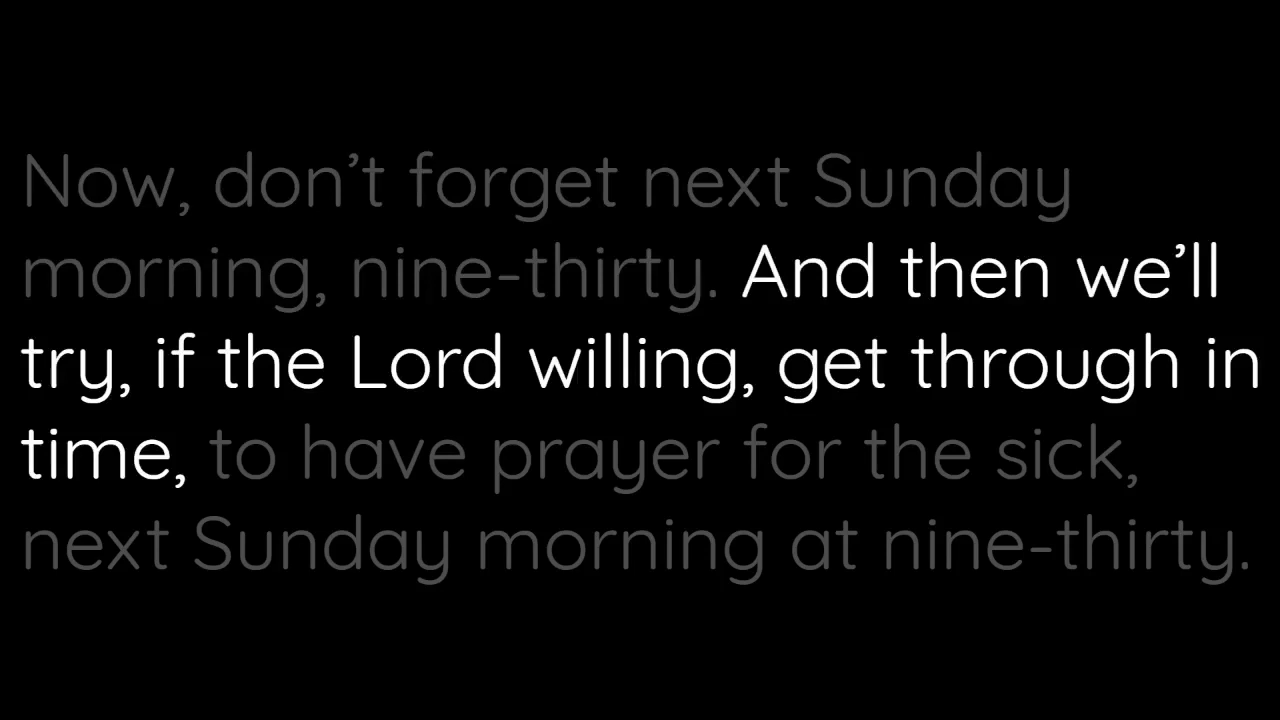 Now, don’t forget next Sunday
morning, nine-thirty. And then we’ll
try, if the Lord willing, get through in
time, to have prayer for the sick,
next Sunday morning at nine-thirty.